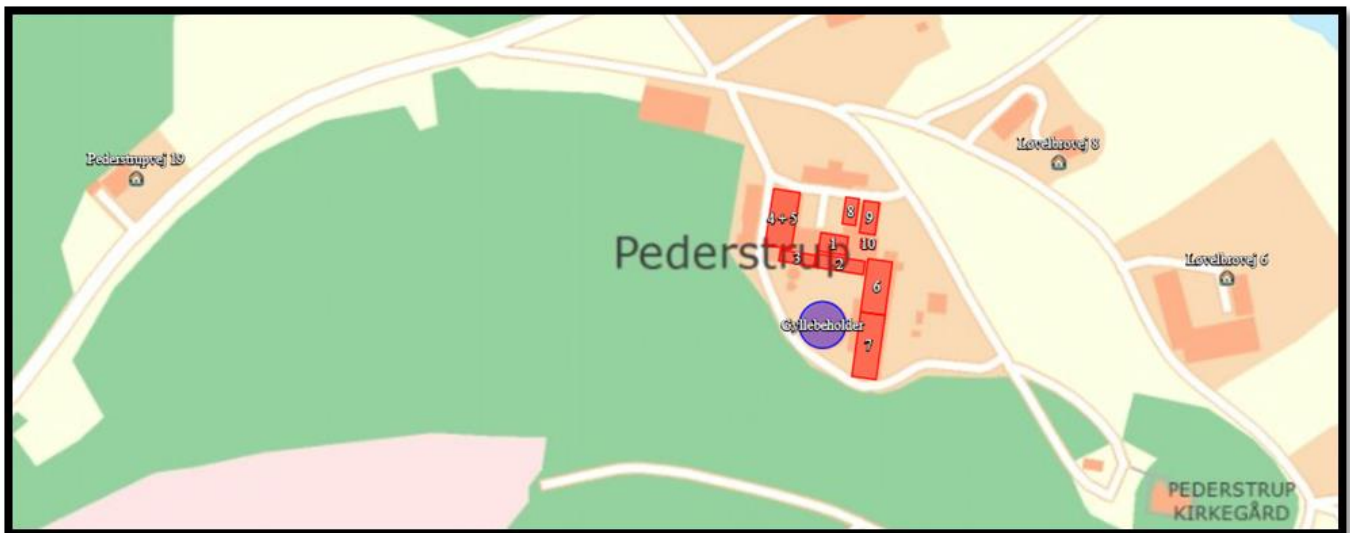 Pederstrupvej 19
Løvelbrovej 8
4 + 5
8
9
Pederstrup
1
10
3
2
Løvelbrovej 6
6
Gyllebeholder
7
PEDERSTRUP
KIRKEGÅRD